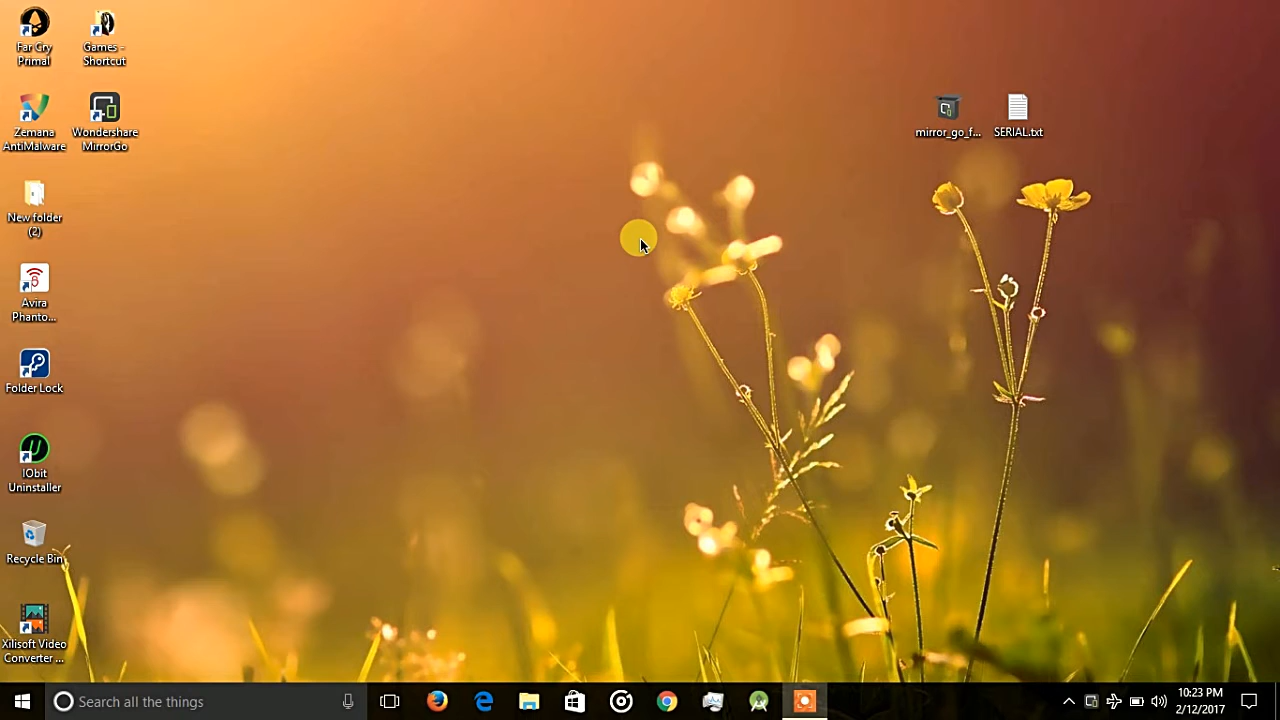 Far Cry
Primal
Games -
Shortcut
Zemana
AntiMalware
Wondershare
MirrorGo
mirror_go_f...
SERIAL.txt
New folder
(2)
Avira
Phanto...
Folder Lock
IObit
Uninstaller
Recycle Bin
Xilisoft Video
Converter ...
Search all the things
10:23 PM
2/12/2017